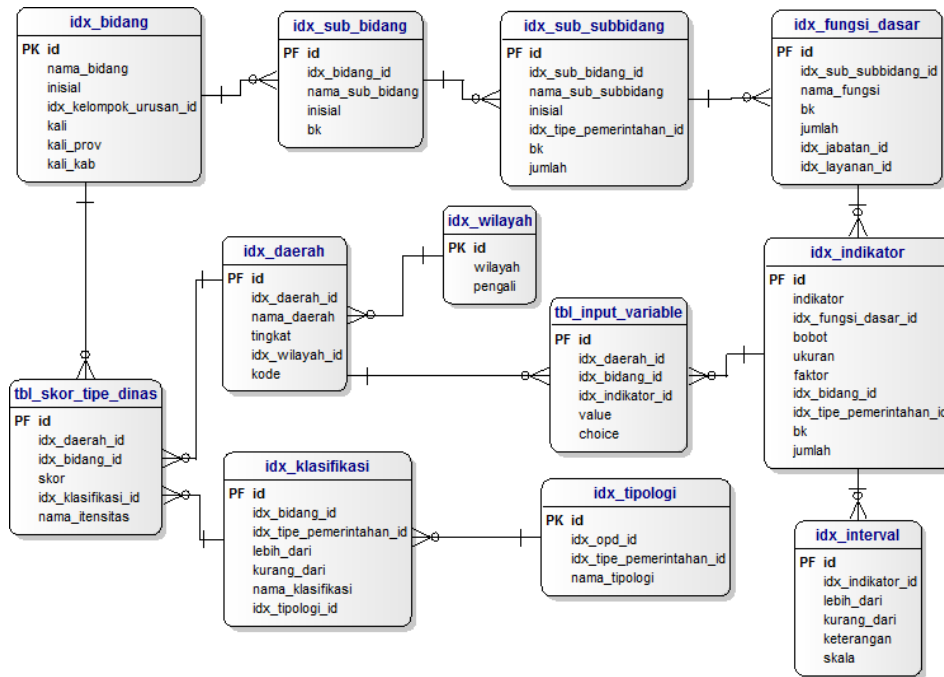 idx_bidang
PK id
nama_bidang
inisial
idx_kelompok_urusan_id
kali
kali_prov
kali_kab
idx_sub_bidang
PF id
idx_bidang_id
nama_sub_bidang
inisial
bk
idx_sub_subbidang
PF id
idx_sub_bidang_id
nama_sub_subbidang
inisial
idx_tipe_pemerintahan_id
bk
jumlah
idx_fungsi_dasar
PF id
idx_sub_subbidang_id
nama_fungsi
bk
jumlah
idx_jabatan_id
idx_layanan_id
idx_daerah
PF id
idx_daerah_id
nama_daerah
tingkat
idx_wilayah_id
kode
idx_wilayah
PK id
wilayah
pengali
tbl_input_variable
PF id
idx_daerah_id
idx_bidang_id
idx_indikator_id
value
choice
idx_indikator
PF id
indikator
idx_fungsi_dasar_id
bobot
ukuran
faktor
idx_bidang_id
idx_tipe_pemerintahan_id
bk
jumlah
tbl_skor_tipe_dinas
PF id
idx_daerah_id
idx_bidang_id
skor
idx_klasifikasi_id
nama_itensitas
idx_klasifikasi
PF id
idx_bidang_id
idx_tipe_pemerintahan_id
lebih_dari
kurang_dari
nama_klasifikasi
idx_tipologi_id
idx_tipologi
PK id
idx_opd_id
idx_tipe_pemerintahan_id
nama_tipologi
idx_interval
PF id
idx_indikator_id
lebih_dari
kurang_dari
keterangan
skala